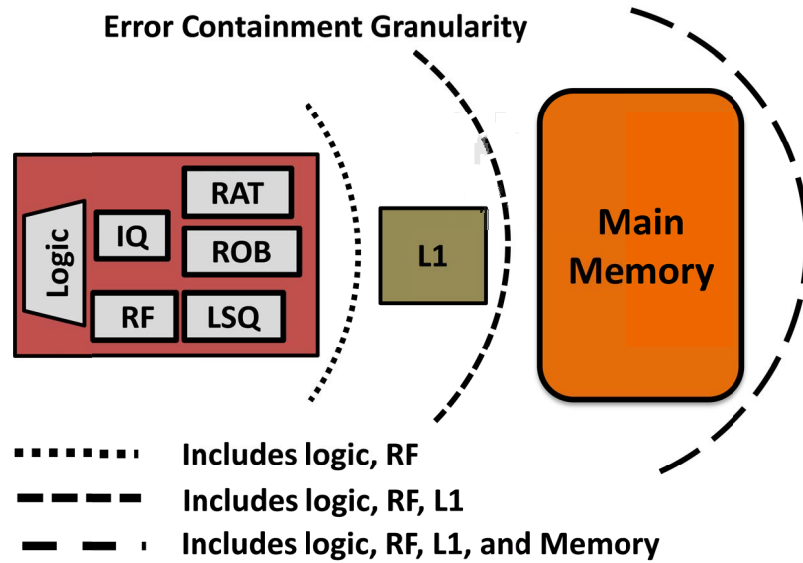 Error Containment Granularity
RAT
IQ
ROB
Logic
RF
LSQ
L1
Main
Memory
Includes logic, RF
Includes logic, RF, L1
Includes logic, RF, L1, and Memory